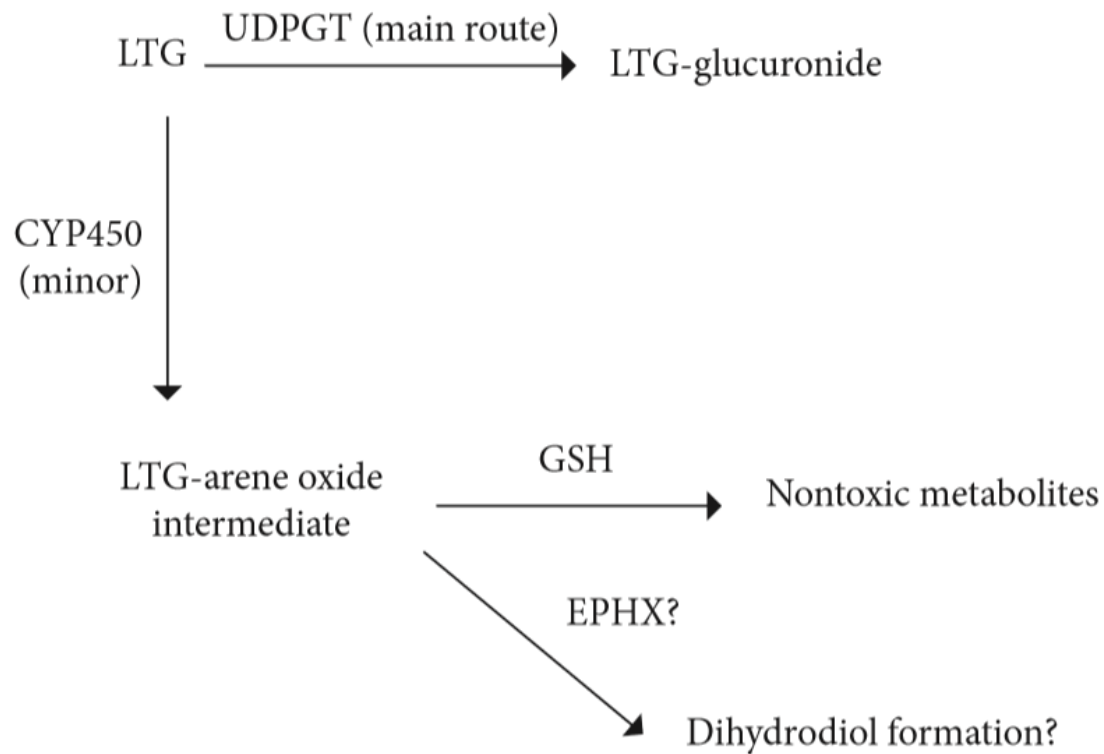 UDPGT (main route)
LTG
LTG-glucuronide
CYP450
(minor)
LTG-arene oxide
intermediate
GSH
Nontoxic metabolites
EPHX?
Dihydrodiol formation?